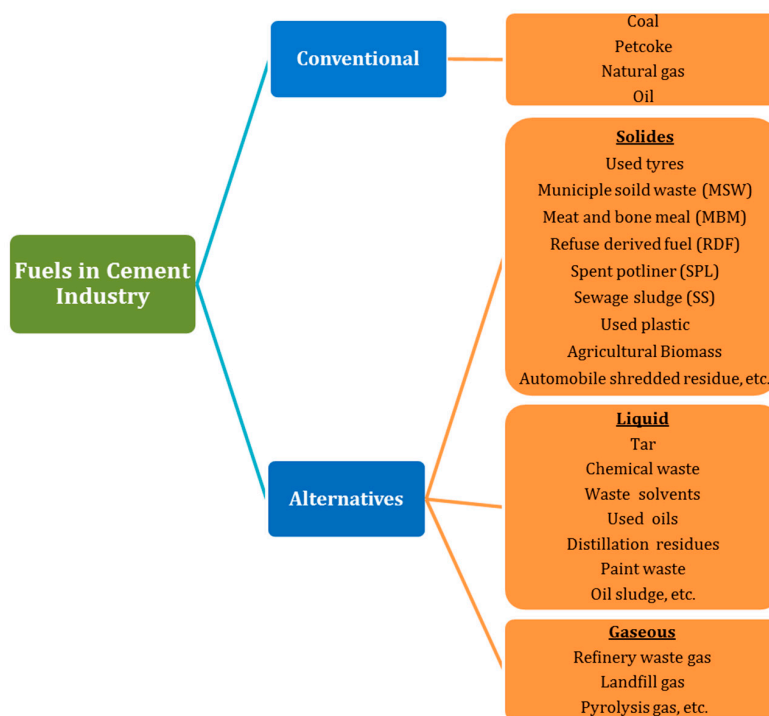 Fuels in Cement
Industry
Conventional
Coal
Petcoke
Natural gas
Oil
Alternatives
Solides
Used tyres
Municiple soild waste (MSW)
Meat and bone meal (MBM)
Refuse derived fuel (RDF)
Spent potliner (SPL)
Sewage sludge (SS)
Used plastic
Agricultural Biomass
Automobile shredded residue, etc.
Liquid
Tar
Chemical waste
Waste solvents
Used oils
Distillation residues
Paint waste
Oil sludge, etc.
Gaseous
Refinery waste gas
Landfill gas
Pyrolysis gas, etc.